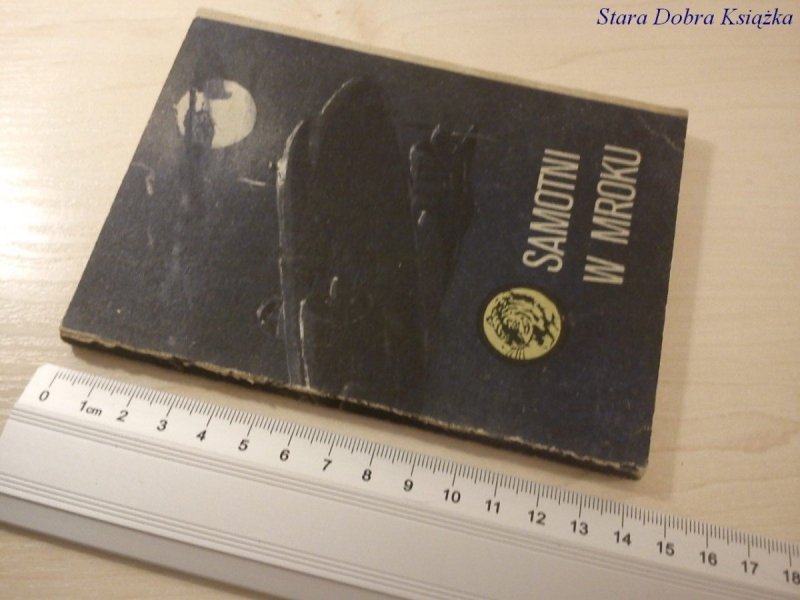 Stara Dobra Książka
SAMOTNI
W MROKU
0 1cm 2 3 4 5 6 7 8 9 10 11 12 13 14 15 16 17 18